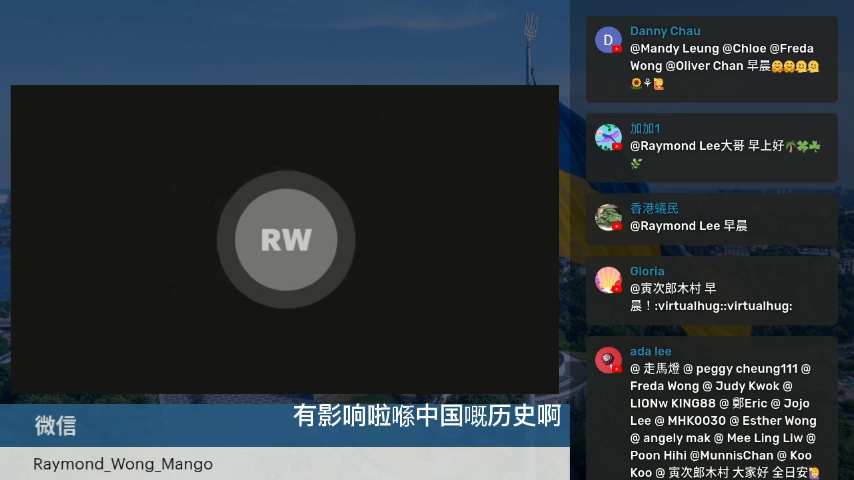 RW
有影响啦喺中国嘅历史啊
微信
Raymond_Wong_Mango
D
Danny Chau
@Mandy Leung @Chloe @Freda
Wong @Oliver Chan 早晨🤗🤗🫠🫠
🌻⚘🙋
加加1
@Raymond Lee大哥 早上好🌴🍀☘
🌿
香港蟻民
@Raymond Lee 早晨
Gloria
@寅次郎木村 早
晨！:virtualhug::virtualhug:
ada lee
@ 走馬燈 @ peggy cheung111 @
Freda Wong @ Judy Kwok @
LIONw KING88 @ 鄭Eric @ Jojo
Lee @ MHK0030 @ Esther Wong
@ angely mak @ Mee Ling Liw @
Poon Hihi @MunnisChan @ Koo
Koo @ 寅次郎木村 大家好 全日安🙋